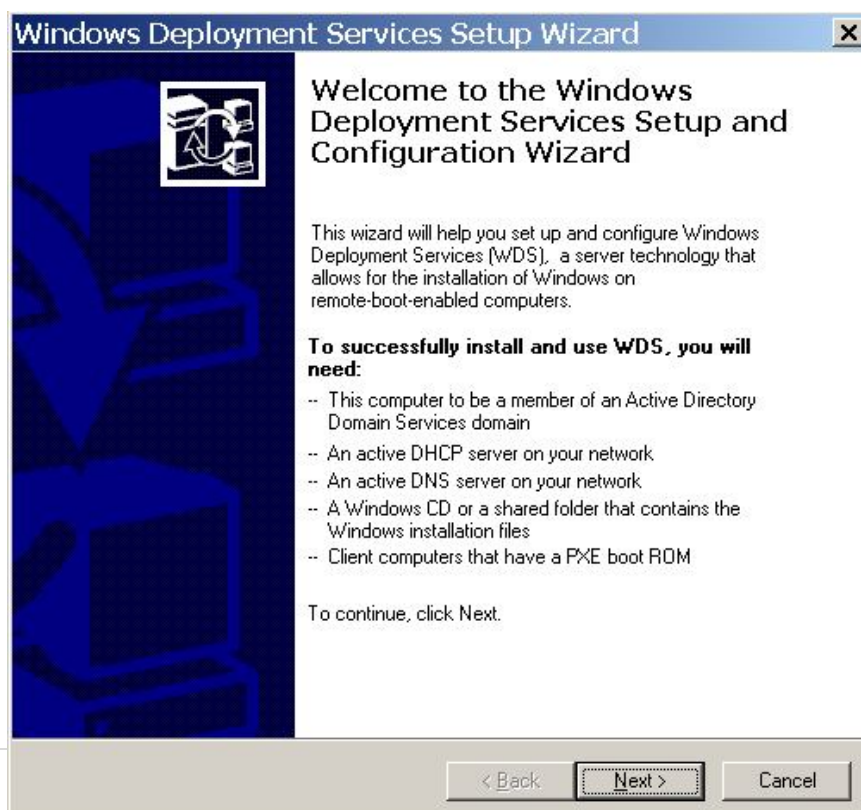 Windows Deployment Services Setup Wizard
Welcome to the Windows
Deployment Services Setup and
Configuration Wizard
This wizard will help you set up and configure Windows
Deployment Services (WDS), a server technology that
allows for the installation of Windows on
remote-boot-enabled computers.
To successfully install and use WDS, you will
need:
-- This computer to be a member of an Active Directory
Domain Services domain
-- An active DHCP server on your network
-- An active DNS server on your network
-- A Windows CD or a shared folder that contains the
Windows installation files
-- Client computers that have a PXE boot ROM
To continue, click Next.
< Back
Next >
Cancel